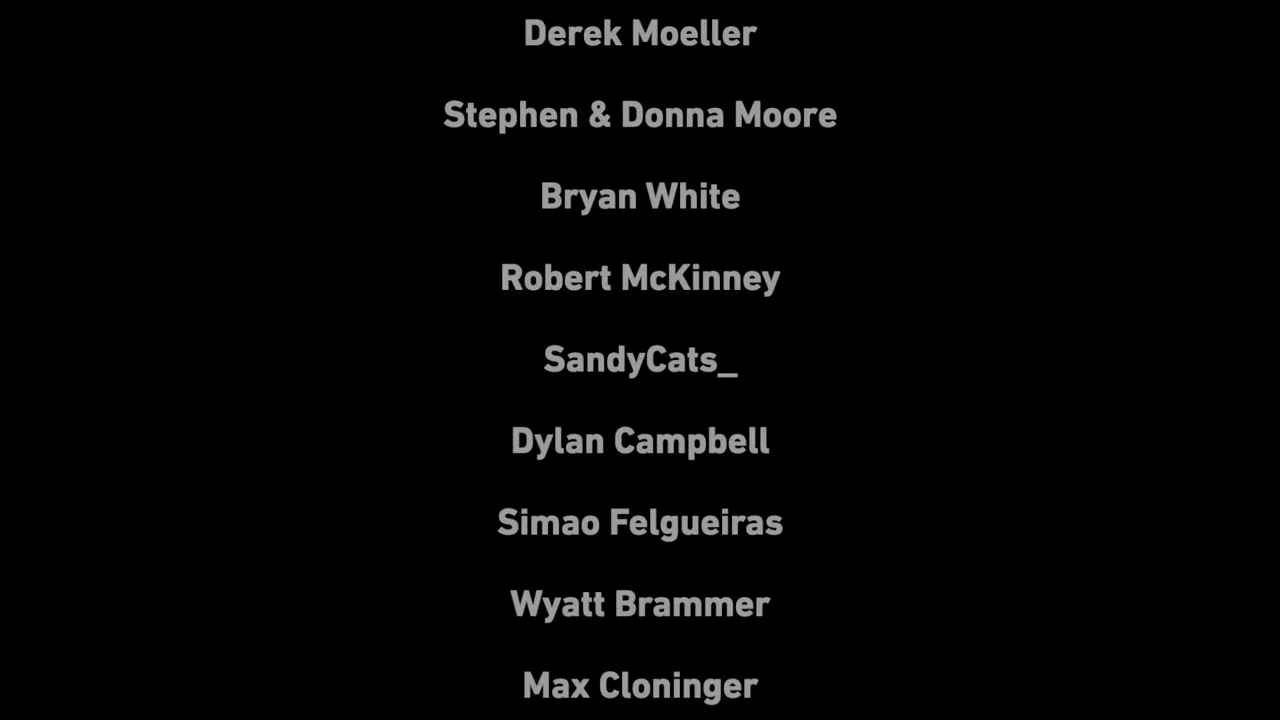 Derek Moeller
Stephen & Donna Moore
Bryan White
Robert McKinney
SandyCats_
Dylan Campbell
Simao Felgueiras
Wyatt Brammer
Max Cloninger